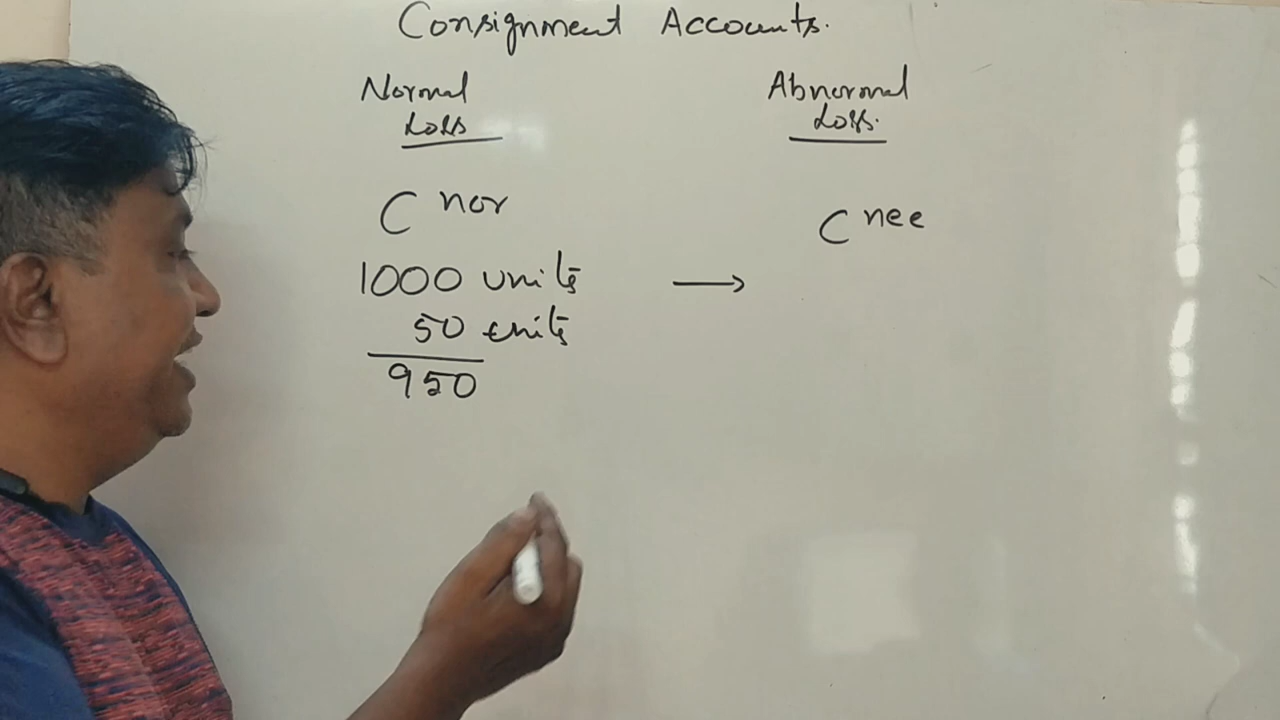 Consignment Accounts.
Normal Loss
Abnormal Loss.
C nor
C nee
1000 units →
50 units
950